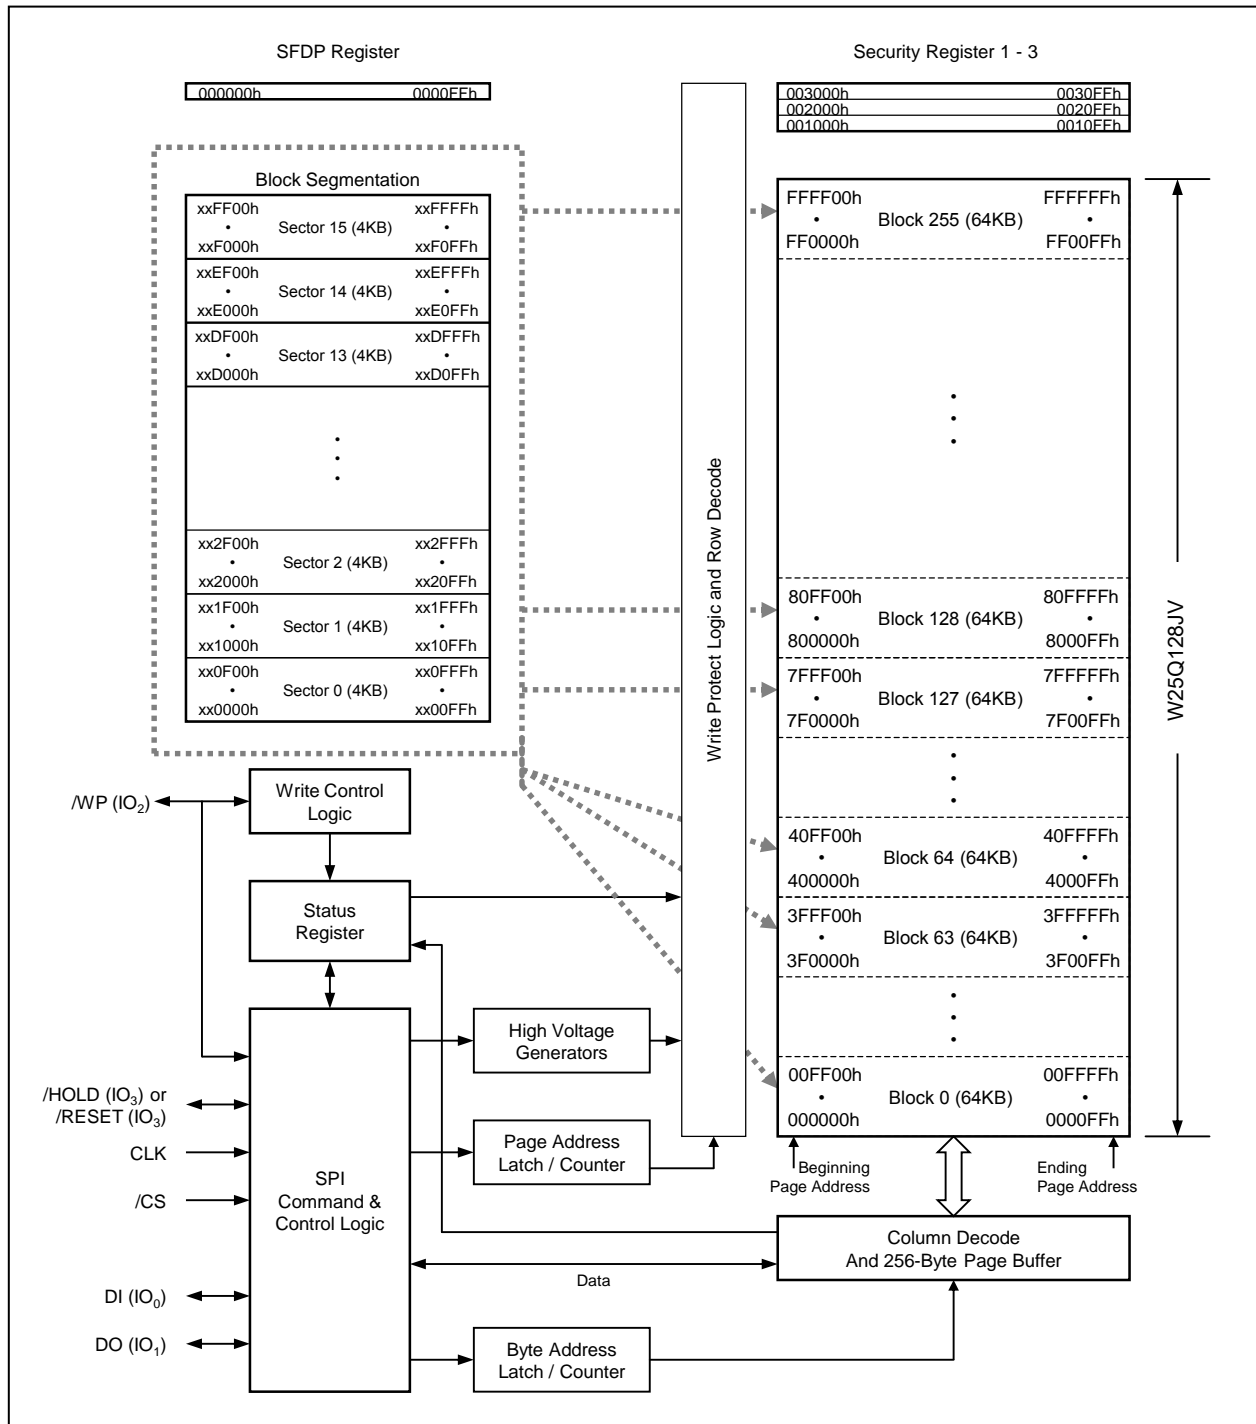 SFDP Register
000000h 0000FFh
Security Register 1 - 3
003000h 0030FFh
002000h 0020FFh
001000h 0010FFh
Block Segmentation
xxFF00h xxFFFFh
• Sector 15 (4KB) •
xxF000h xxF0FFh
xxEF00h xxEFFFh
• Sector 14 (4KB) •
xxE000h xxE0FFh
xxDF00h xxDFFFh
• Sector 13 (4KB) •
xxD000h xxD0FFh
xx2F00h xx2FFFh
• Sector 2 (4KB) •
xx2000h xx20FFh
xx1F00h xx1FFFh
• Sector 1 (4KB) •
xx1000h xx10FFh
xx0F00h xx0FFFh
• Sector 0 (4KB) •
xx0000h xx00FFh
Write Protect Logic and Row Decode
FFFF00h FFFFFFh
• Block 255 (64KB) •
FF0000h FF00FFh
80FF00h 80FFFFh
• Block 128 (64KB) •
800000h 8000FFh
7FFF00h 7FFFFFh
• Block 127 (64KB) •
7F0000h 7F00FFh
40FF00h 40FFFFh
• Block 64 (64KB) •
400000h 4000FFh
3FFF00h 3FFFFFh
• Block 63 (64KB) •
3F0000h 3F00FFh
00FF00h 00FFFFh
• Block 0 (64KB) •
000000h 0000FFh
W25Q128JV
Beginning
Page Address
Ending
Page Address
/WP (IO₂)
Write Control
Logic
Status
Register
High Voltage
Generators
/HOLD (IO₃) or
/RESET (IO₃)
CLK
/CS
DI (IO₀)
DO (IO₁)
SPI
Command &
Control Logic
Page Address
Latch / Counter
Column Decode
And 256-Byte Page Buffer
Data
Byte Address
Latch / Counter